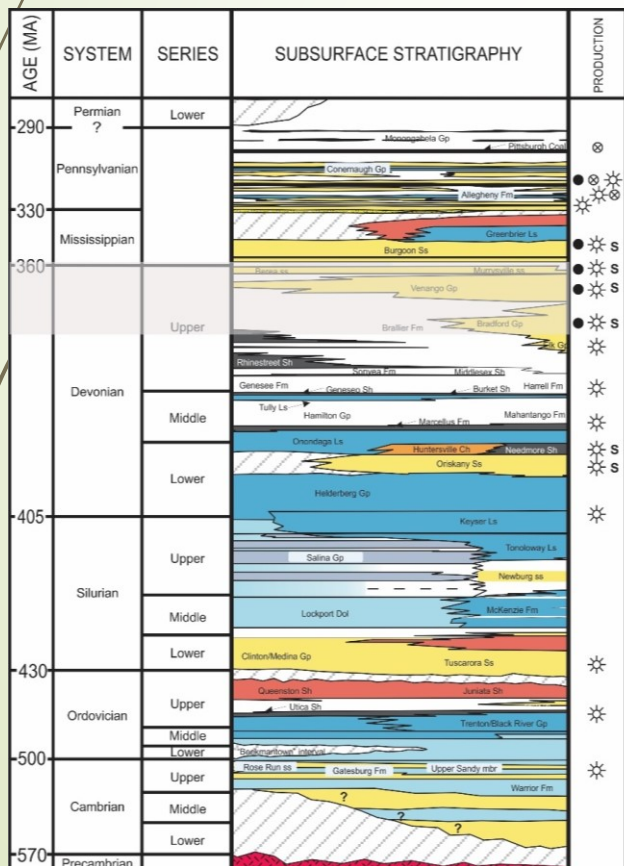 AGE (MA)
SYSTEM
SERIES
SUBSURFACE STRATIGRAPHY
PRODUCTION
Permian
?
Lower
290
Monongahela Gp
Pittsburgh Coal
Pennsylvanian
Conemaugh Gp
Allegheny Fm
330
Mississippian
Greenbrier Ls
Burgoon Ss
S
360
Berea ss
Murrysville ss
S
Venango Gp
S
Upper
Brallier Fm
Bradford Gp
S
Elk Gp
Rhinestreet Sh
Sonyea Fm
Middlesex Sh
Genesee Fm
Geneseo Sh
Burket Sh
Harrell Fm
Devonian
Tully Ls
Middle
Hamilton Gp
Marcellus Fm
Mahantango Fm
Onondaga Ls
Huntersville Ch
Needmore Sh
S
Oriskany Ss
S
Lower
Helderberg Gp
405
Keyser Ls
Upper
Salina Gp
Tonoloway Ls
Newburg ss
Silurian
Middle
Lockport Dol
McKenzie Fm
Lower
Clinton/Medina Gp
Tuscarora Ss
430
Queenston Sh
Juniata Sh
Upper
Utica Sh
Ordovician
Trenton/Black River Gp
Middle
Lower
"Beekmantown" interval
500
Rose Run ss
Gatesburg Fm
Upper Sandy mbr
Upper
Warrior Fm
Cambrian
Middle
?
?
Lower
?
570
Precambrian